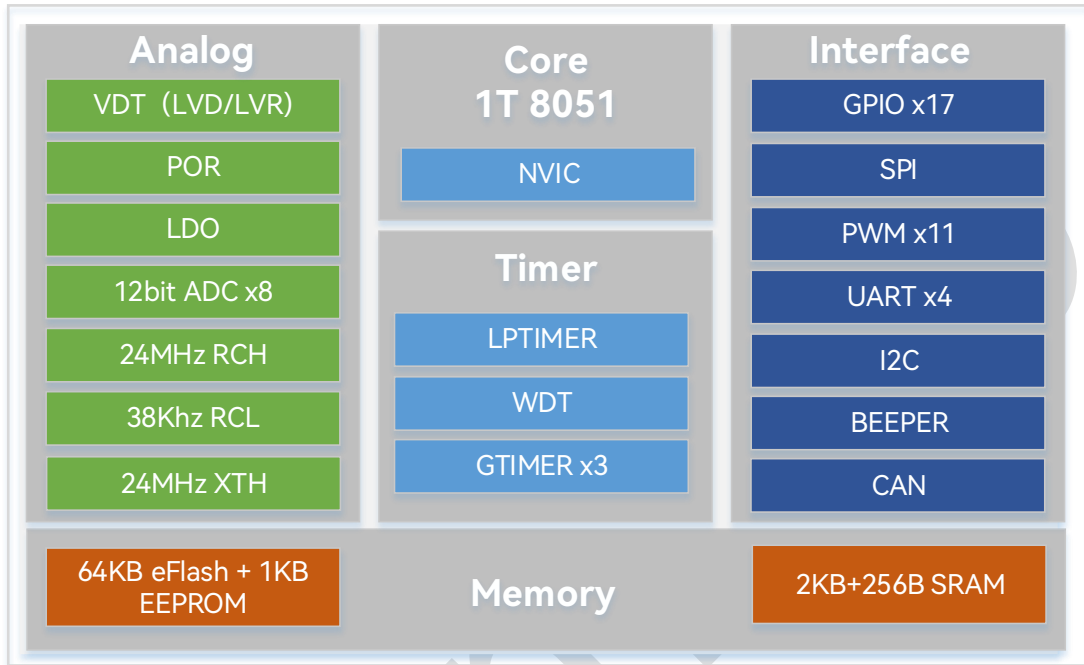 Analog
VDT（LVD/LVR)
POR
LDO
12bit ADC x8
24MHz RCH
38Khz RCL
24MHz XTH
Core
1T 8051
NVIC
Timer
LPTIMER
WDT
GTIMER x3
Interface
GPIO x17
SPI
PWM x11
UART x4
I2C
BEEPER
CAN
64KB eFlash + 1KB
EEPROM
Memory
2KB+256B SRAM